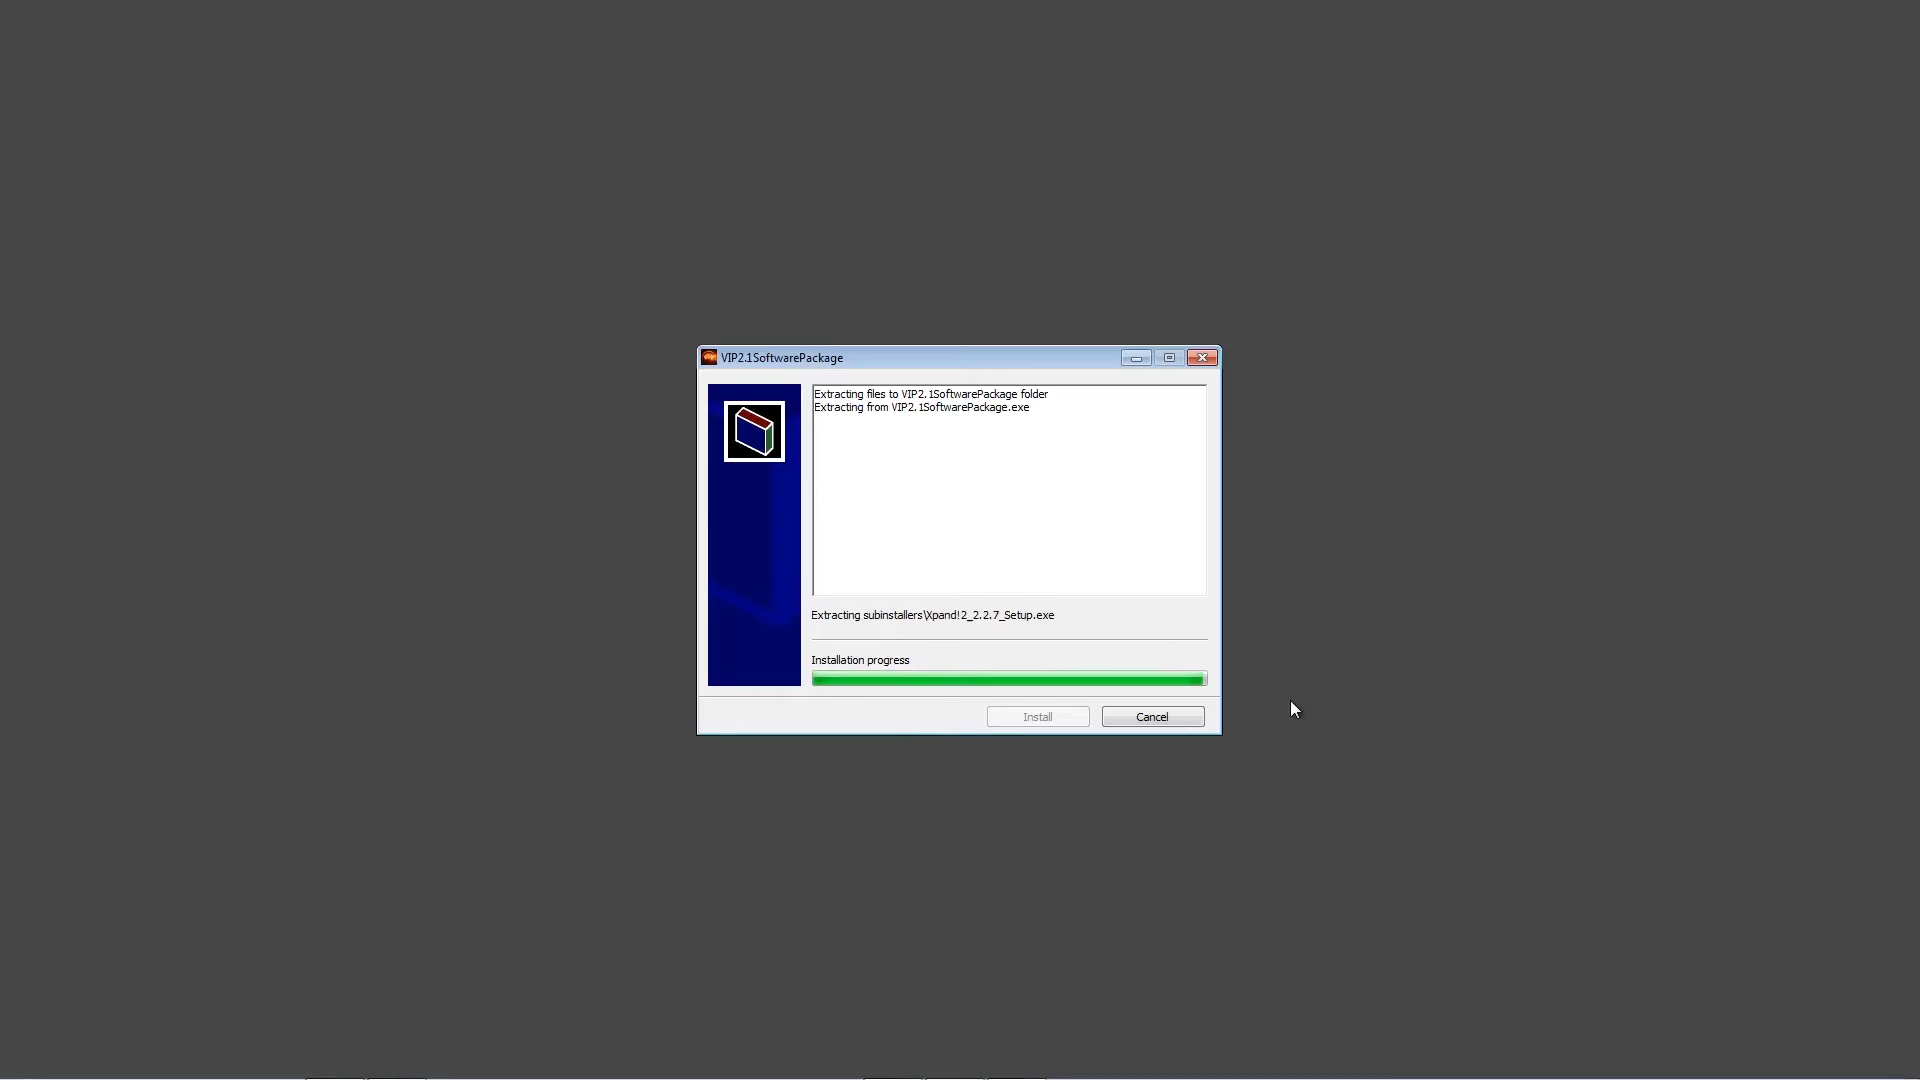 VIP2.1SoftwarePackage
Extracting files to VIP2.1SoftwarePackage folder
Extracting from VIP2.1SoftwarePackage.exe
Extracting subinstallers\Xpand!2_2.2.7_Setup.exe
Installation progress
Install
Cancel